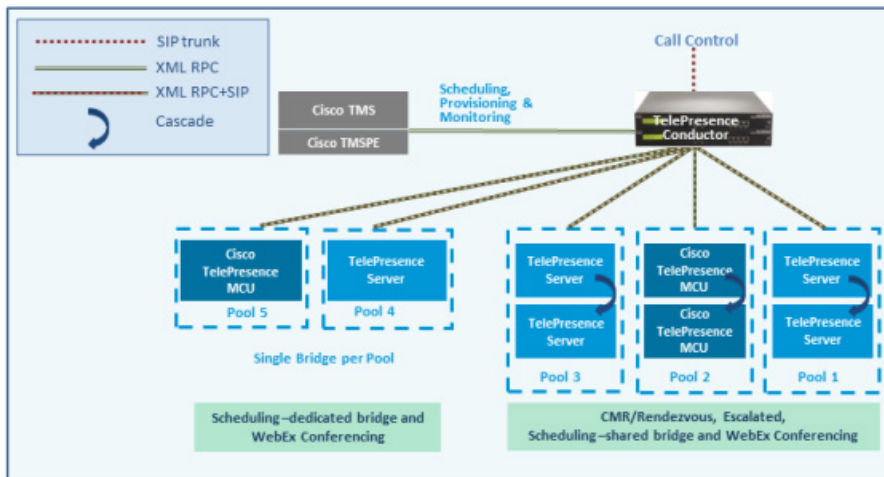 SIP trunk
XML RPC
XML RPC+SIP
Cascade
Call Control
Scheduling,
Provisioning &
Monitoring
Cisco TMS
Cisco TMSPE
TelePresence
Conductor
Cisco
TelePresence
MCU
Pool 5
TelePresence
Server
Pool 4
Single Bridge per Pool
TelePresence
Server
TelePresence
Server
Pool 3
Cisco
TelePresence
MCU
Cisco
TelePresence
MCU
Pool 2
TelePresence
Server
TelePresence
Server
Pool 1
Scheduling–dedicated bridge and
WebEx Conferencing
CMR/Rendezvous, Escalated,
Scheduling–shared bridge and WebEx Conferencing